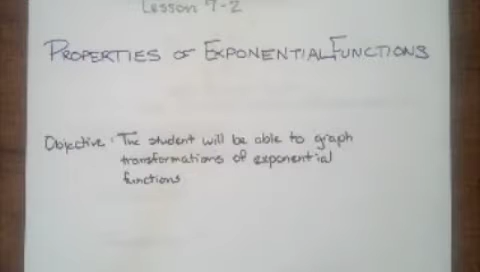 Lesson 7-2
PROPERTIES OF EXPONENTIAL FUNCTIONS
Objective: The student will be able to graph
transformations of exponential
functions